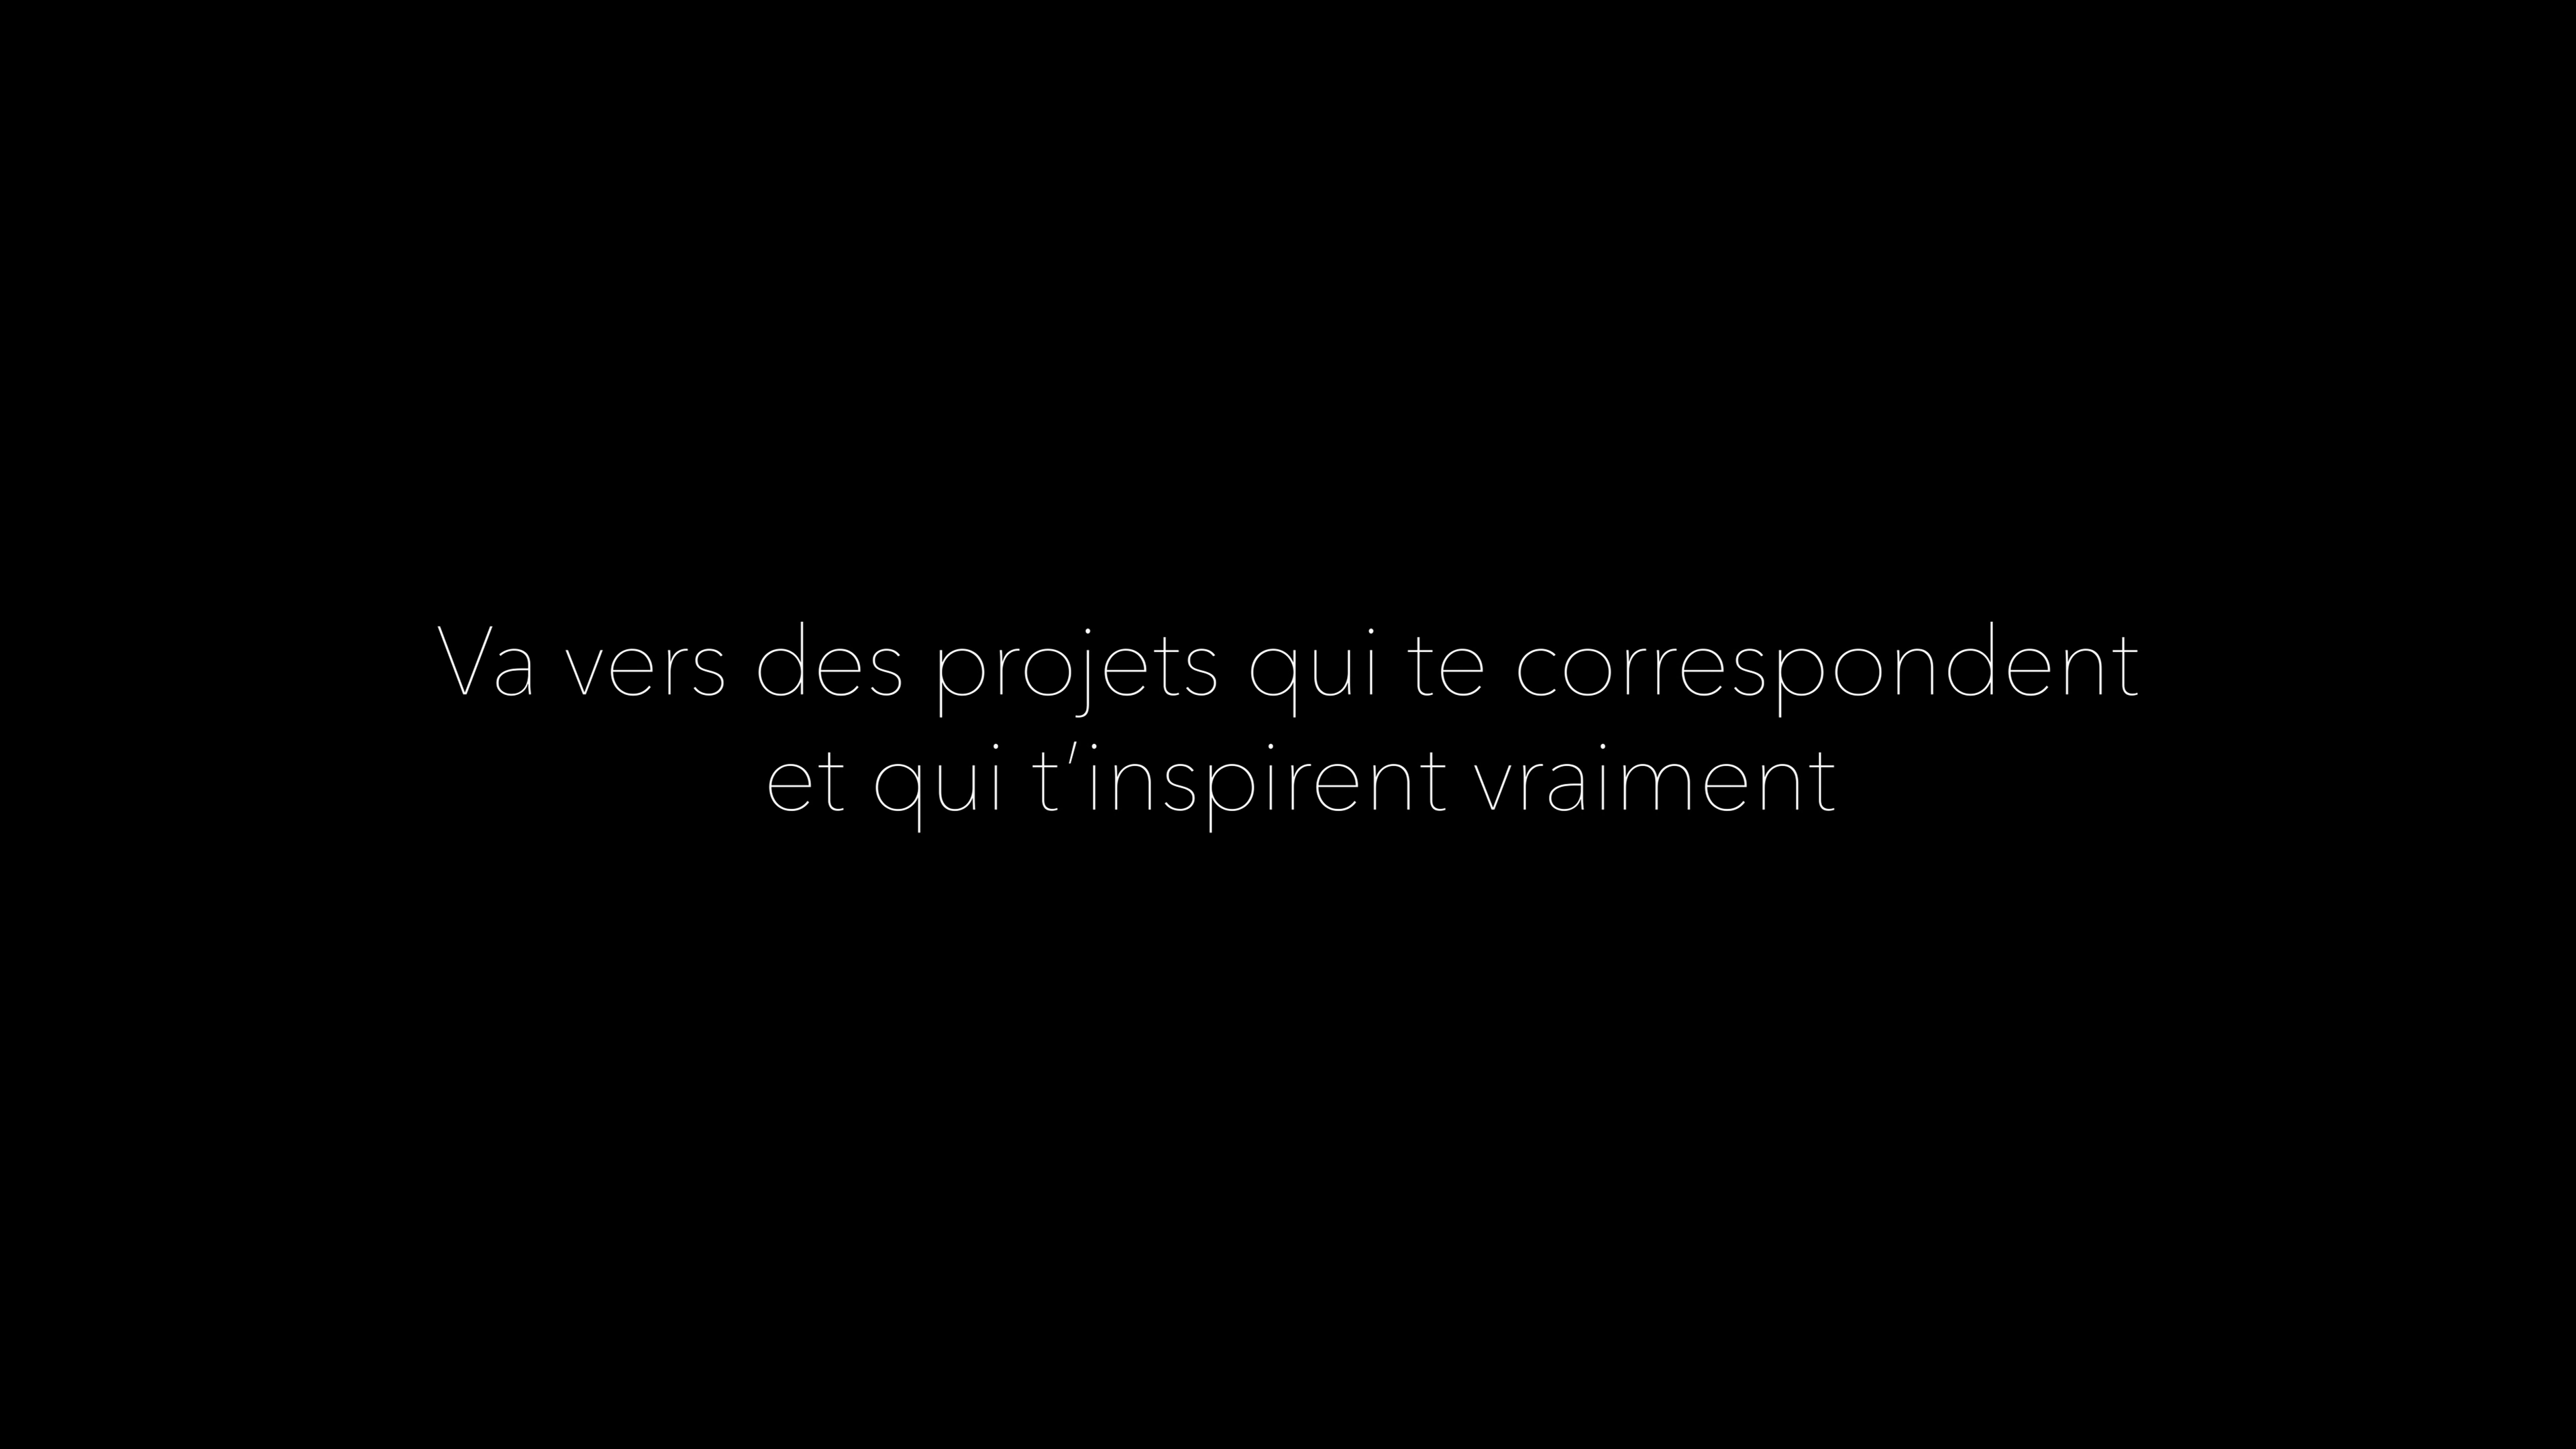 Va vers des projets qui te correspondent
et qui t’inspirent vraiment